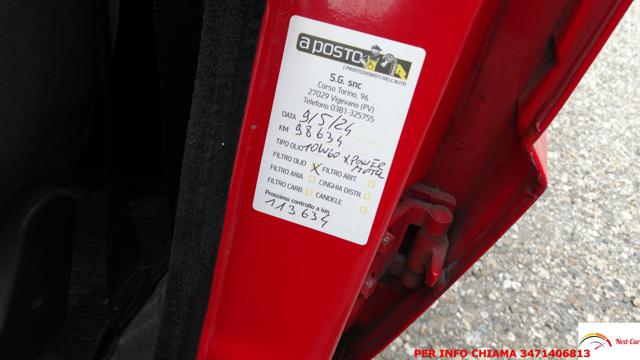 a posto
I PROFESSIONISTI DELL'AUTO
S.G. snc
Corso Torino, 96
27029 Vigevano (PV)
Telefono 0381-325755
DATA 9/5/24
KM 98634
TIPO OLIO 10W60 XPOWER MOTUL
FILTRO OLIO X FILTRO ABIT.
FILTRO ARIA CINGHIA DISTR.
FILTRO CARB. CANDELE
Prossimo controllo a km
113634
PER INFO CHIAMA 3471406813
Next-Car